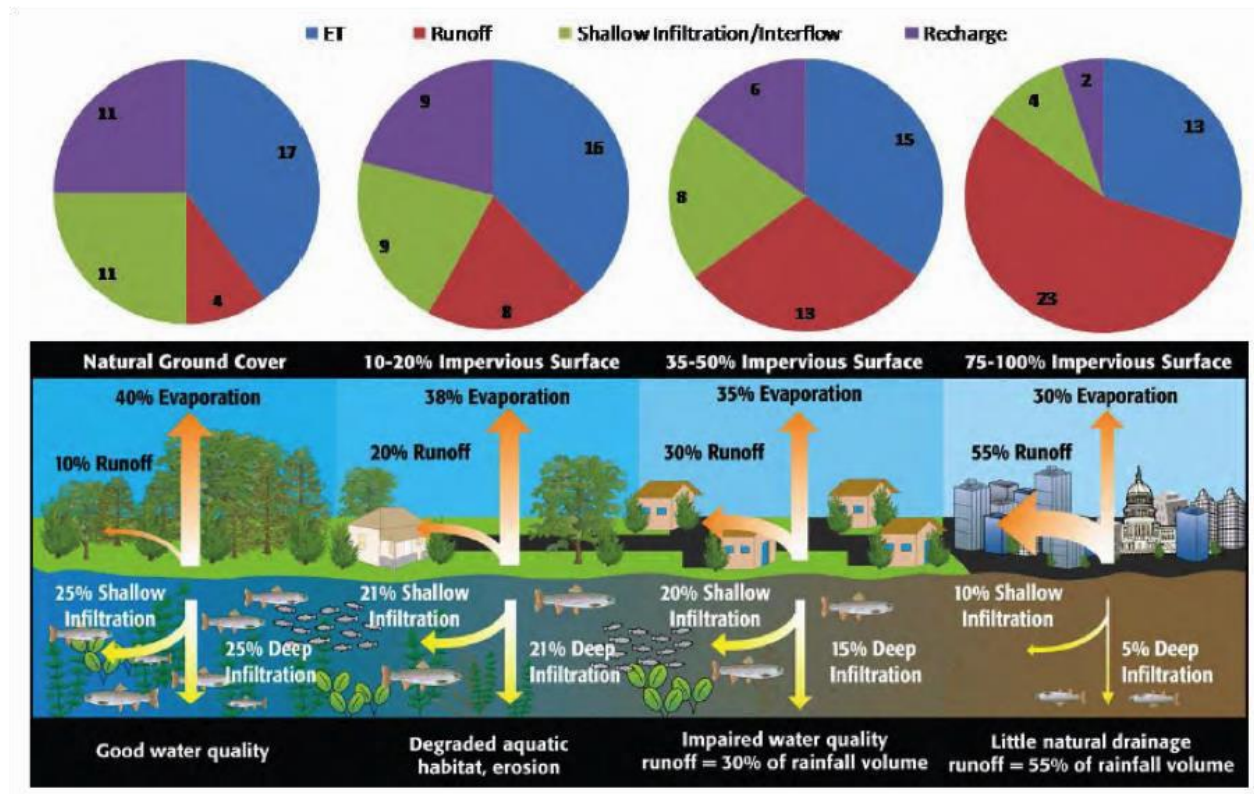 ET Runoff Shallow Infiltration/Interflow Recharge
11 17 11 4
9 16 9 8
6 15 8 13
2 4 13 23
Natural Ground Cover
10-20% Impervious Surface
35-50% Impervious Surface
75-100% Impervious Surface
40% Evaporation
10% Runoff
25% Shallow
Infiltration
25% Deep
Infiltration
38% Evaporation
20% Runoff
21% Shallow
Infiltration
21% Deep
Infiltration
35% Evaporation
30% Runoff
20% Shallow
Infiltration
15% Deep
Infiltration
30% Evaporation
55% Runoff
10% Shallow
Infiltration
5% Deep
Infiltration
Good water quality
Degraded aquatic
habitat, erosion
Impaired water quality
runoff = 30% of rainfall volume
Little natural drainage
runoff = 55% of rainfall volume